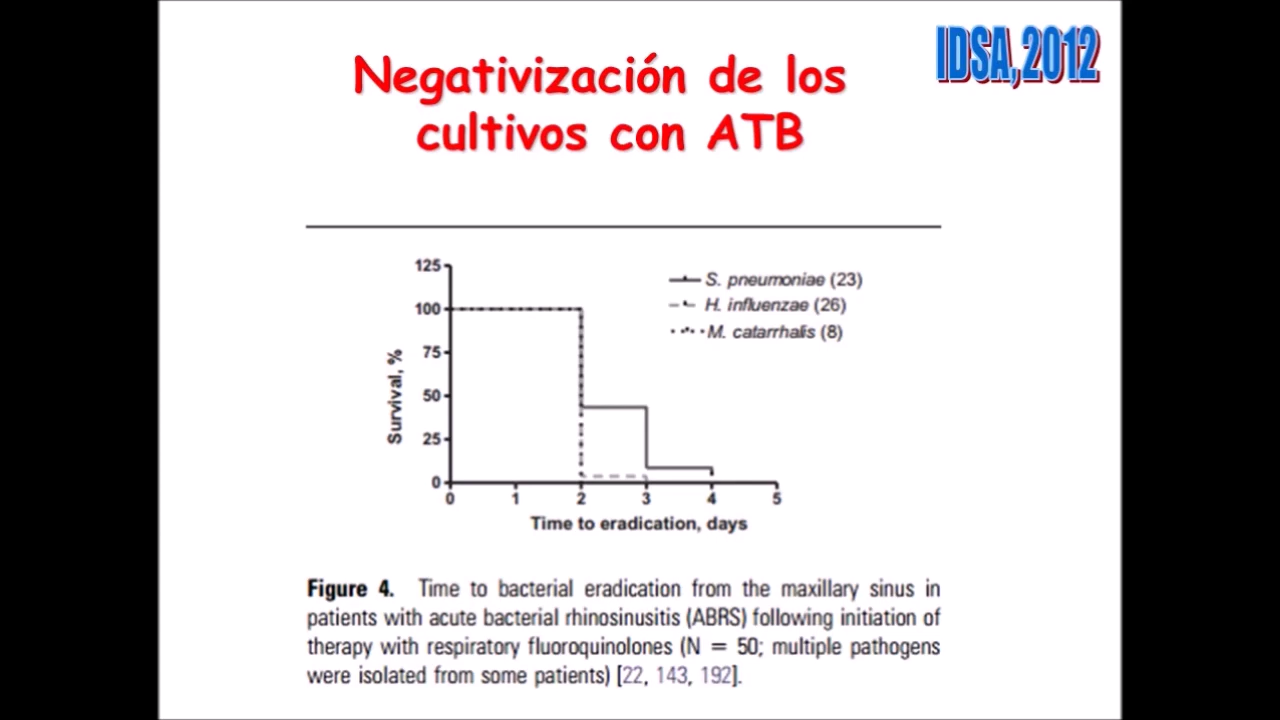 Negativización de los
cultivos con ATB
IDSA,2012
125
100
75
50
25
0
Survival, %
S. pneumoniae (23)
H. influenzae (26)
M. catarrhalis (8)
0 1 2 3 4 5
Time to eradication, days
Figure 4. Time to bacterial eradication from the maxillary sinus in
patients with acute bacterial rhinosinusitis (ABRS) following initiation of
therapy with respiratory fluoroquinolones (N = 50; multiple pathogens
were isolated from some patients) [22, 143, 192].